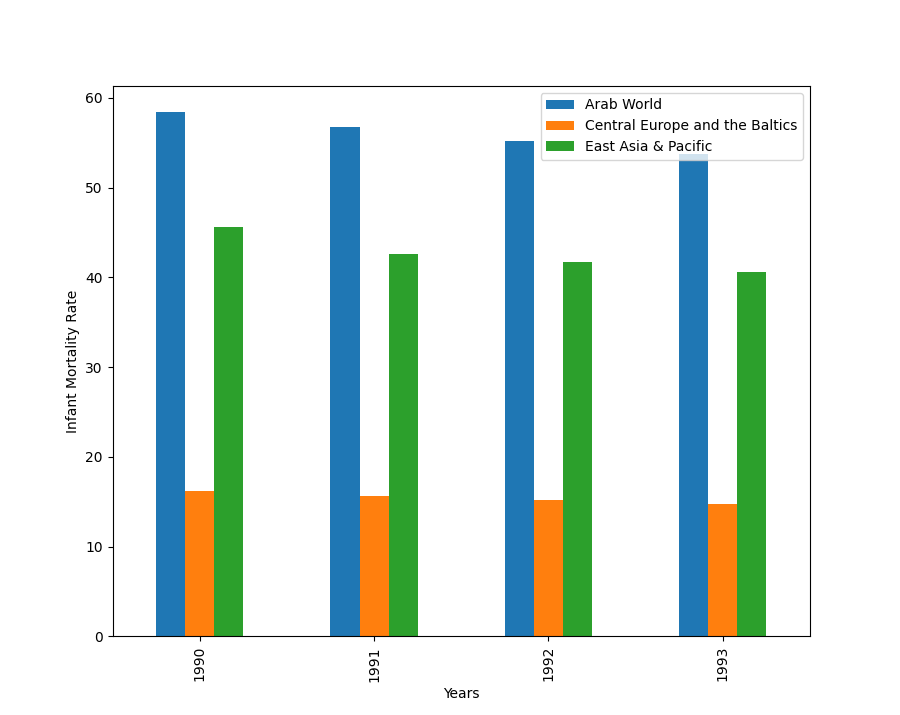 Arab World
Central Europe and the Baltics
East Asia & Pacific
60
50
40
30
20
10
0
Infant Mortality Rate
1990
1991
1992
1993
Years